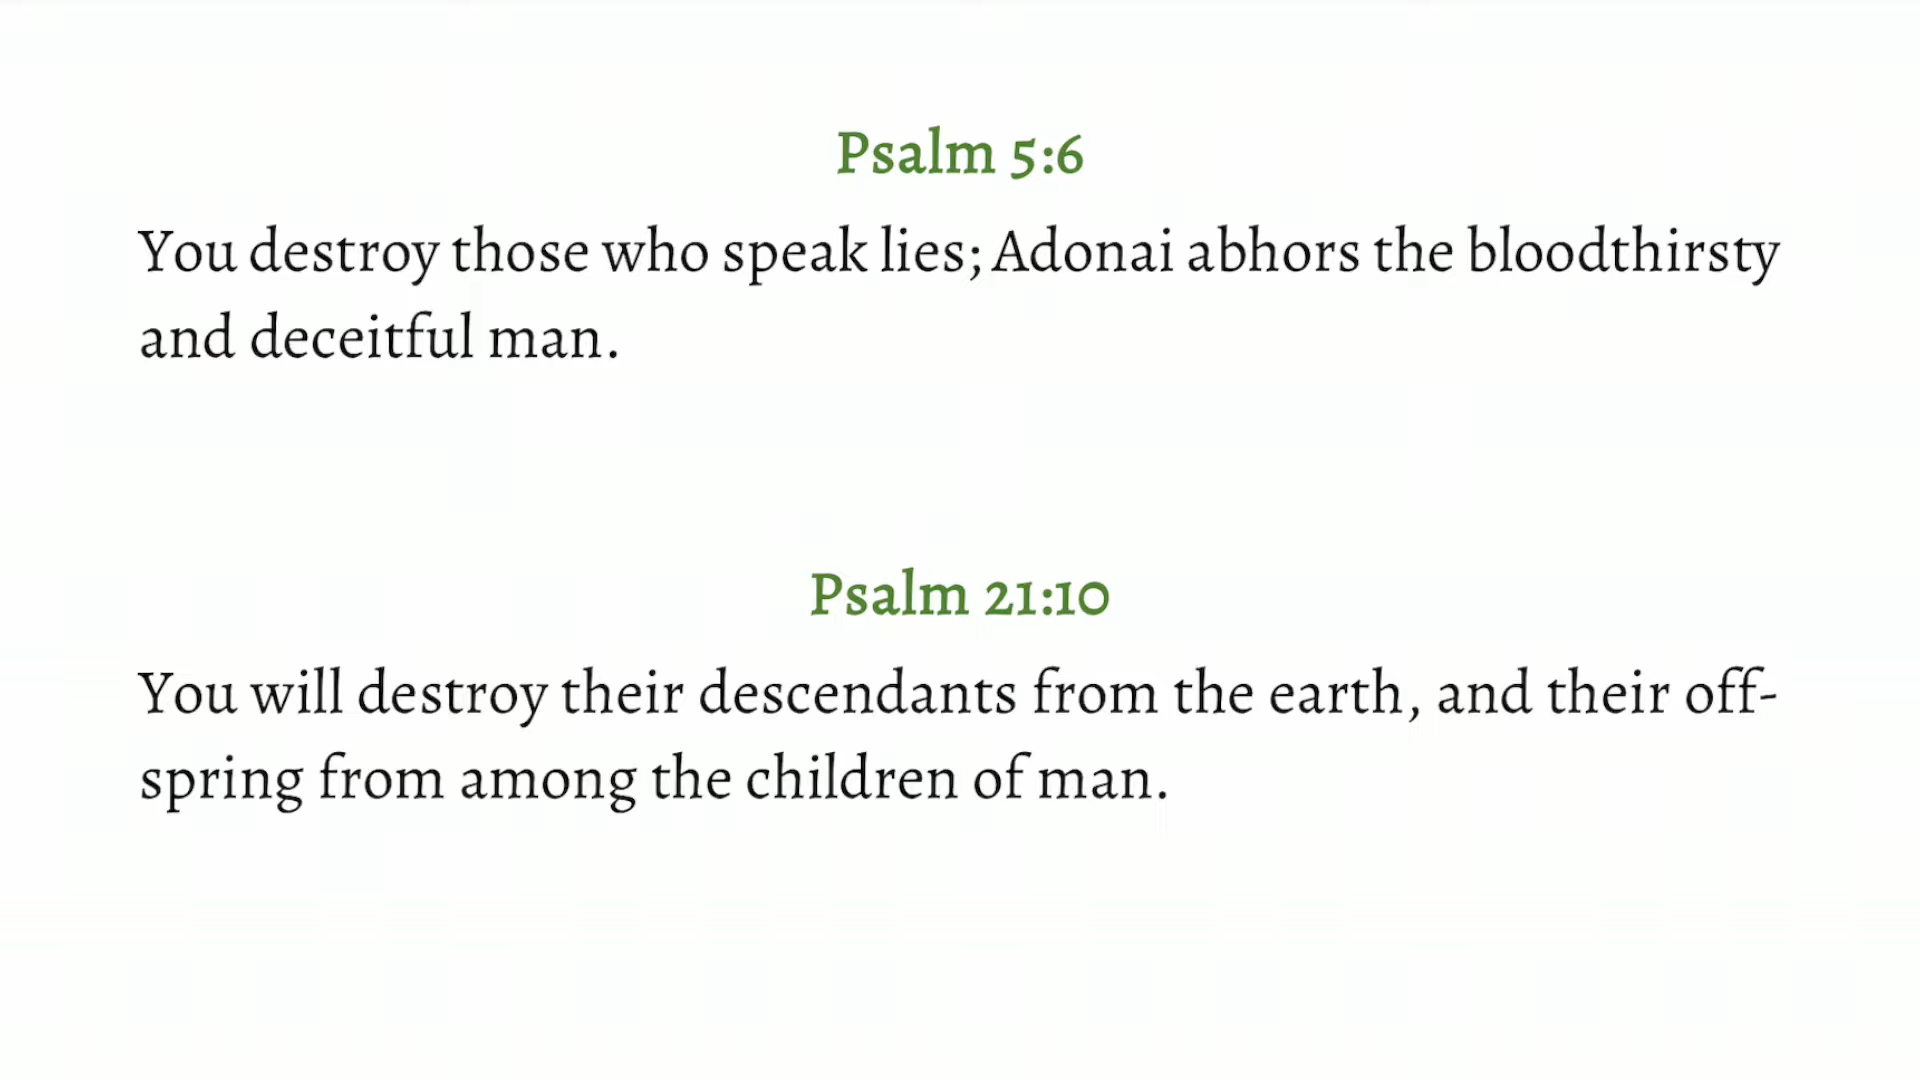 Psalm 5:6
You destroy those who speak lies; Adonai abhors the bloodthirsty
and deceitful man.
Psalm 21:10
You will destroy their descendants from the earth, and their off-
spring from among the children of man.